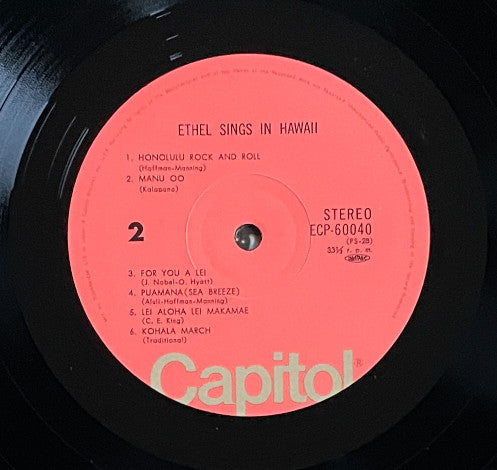 ETHEL SINGS IN HAWAII
1. HONOLULU ROCK AND ROLL
(Hoffman-Manning)
2. MANU OO
(Kalapana)
2
STEREO
ECP-60040
(PS-2B)
33⅓ r. p. m.
3. FOR YOU A LEI
(J. Nobel-O. Hyatt)
4. PUAMANA(SEA BREEZE)
(Aluli-Hoffman-Manning)
5. LEI ALOHA LEI MAKAMAE
(C. E. King)
6. KOHALA MARCH
(Traditional)
Capitol®